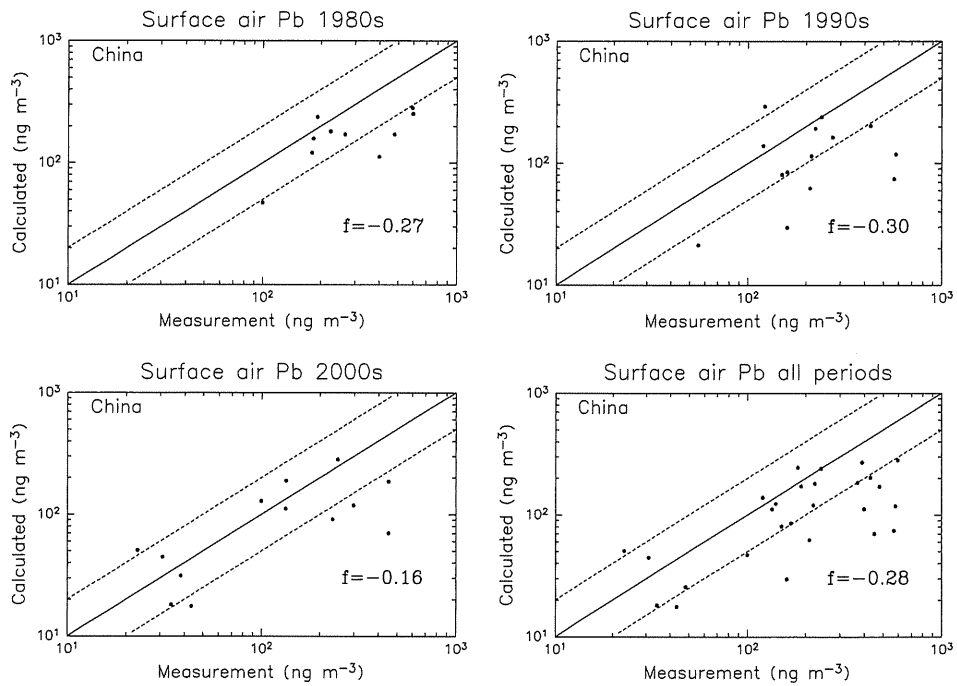 Surface air Pb 1980s
China
f=−0.27
Calculated (ng m⁻³)
10³
10²
10¹
10¹ 10² 10³
Measurement (ng m⁻³)
Surface air Pb 1990s
China
f=−0.30
Calculated (ng m⁻³)
10³
10²
10¹
10¹ 10² 10³
Measurement (ng m⁻³)
Surface air Pb 2000s
China
f=−0.16
Calculated (ng m⁻³)
10³
10²
10¹
10¹ 10² 10³
Measurement (ng m⁻³)
Surface air Pb all periods
China
f=−0.28
Calculated (ng m⁻³)
10³
10²
10¹
10¹ 10² 10³
Measurement (ng m⁻³)